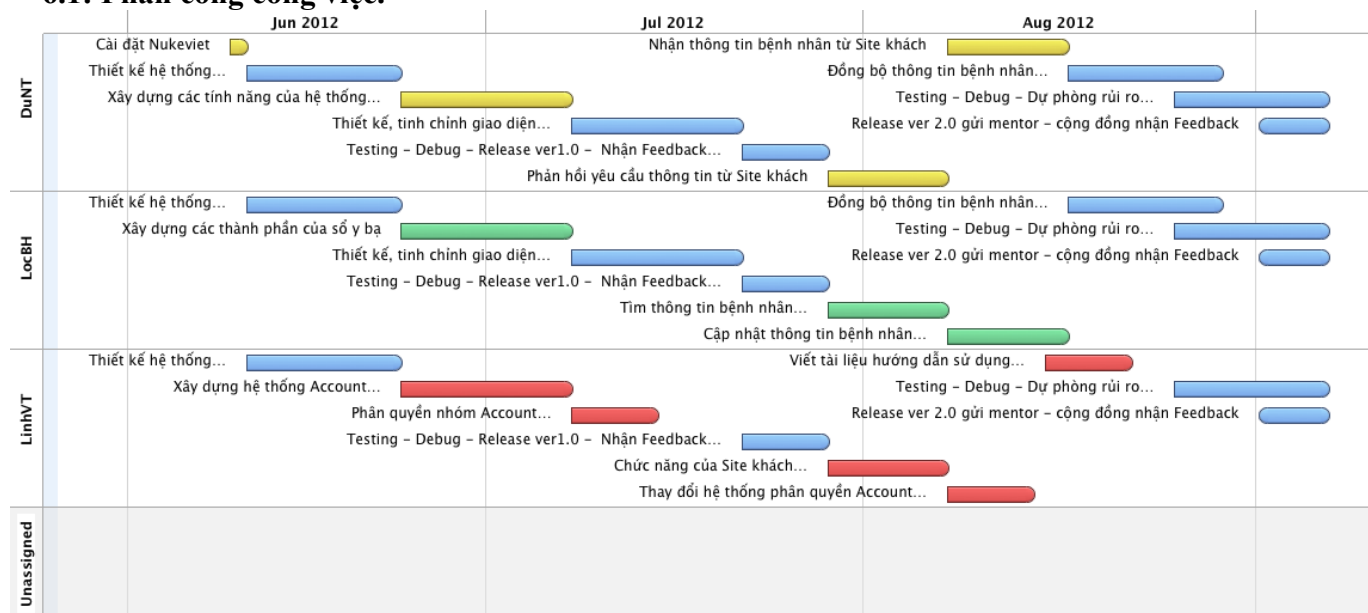 6.1. Phân công công việc.
Jun 2012
Jul 2012
Aug 2012
DuNT
Cài đặt Nukeviet
Nhận thông tin bệnh nhân từ Site khách
Thiết kế hệ thống...
Đồng bộ thông tin bệnh nhân...
Xây dựng các tính năng của hệ thống...
Testing – Debug – Dự phòng rủi ro...
Thiết kế, tinh chỉnh giao diện...
Release ver 2.0 gửi mentor – cộng đồng nhận Feedback
Testing – Debug – Release ver1.0 – Nhận Feedback...
Phản hồi yêu cầu thông tin từ Site khách
LocBH
Thiết kế hệ thống...
Đồng bộ thông tin bệnh nhân...
Xây dựng các thành phần của sổ y bạ
Testing – Debug – Dự phòng rủi ro...
Thiết kế, tinh chỉnh giao diện...
Release ver 2.0 gửi mentor – cộng đồng nhận Feedback
Testing – Debug – Release ver1.0 – Nhận Feedback...
Tìm thông tin bệnh nhân...
Cập nhật thông tin bệnh nhân...
LinhVT
Thiết kế hệ thống...
Viết tài liệu hướng dẫn sử dụng...
Xây dựng hệ thống Account...
Testing – Debug – Dự phòng rủi ro...
Phân quyền nhóm Account...
Release ver 2.0 gửi mentor – cộng đồng nhận Feedback
Testing – Debug – Release ver1.0 – Nhận Feedback...
Chức năng của Site khách...
Thay đổi hệ thống phân quyền Account...
Unassigned